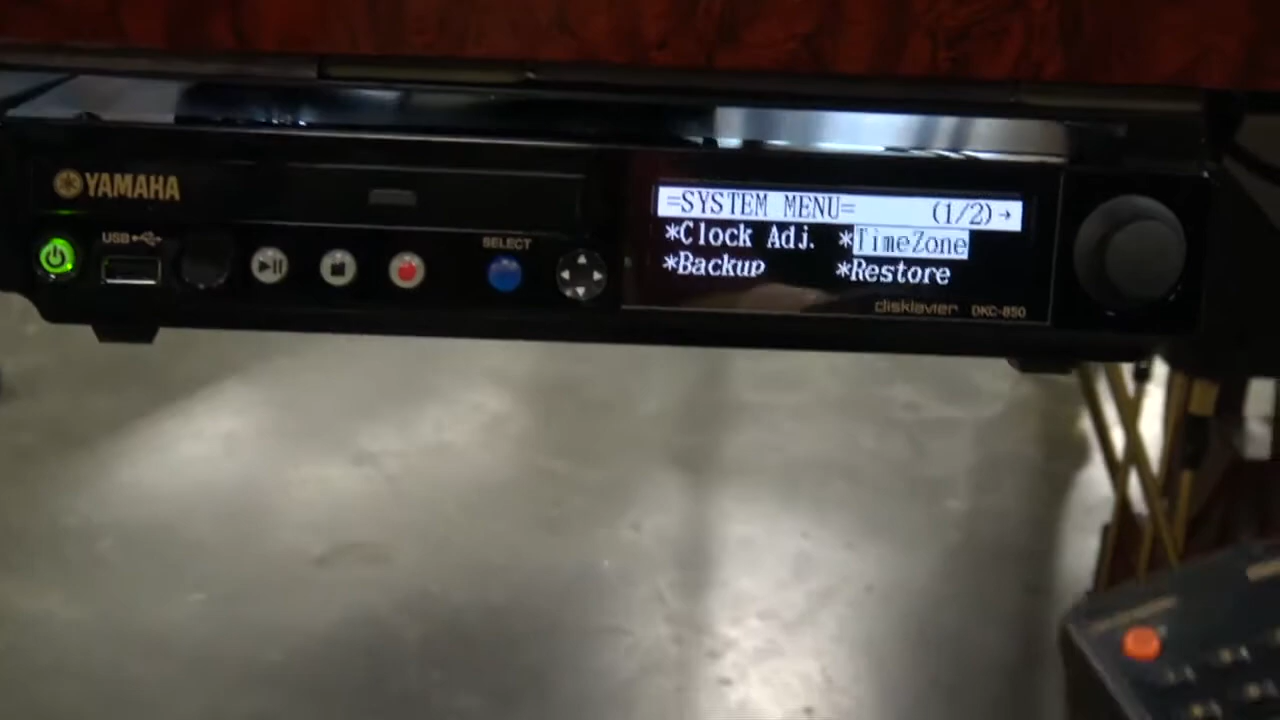 YAMAHA
USB
SELECT
=SYSTEM MENU= (1/2)→
*Clock Adj. *TimeZone
*Backup *Restore
disklavier DKC-850